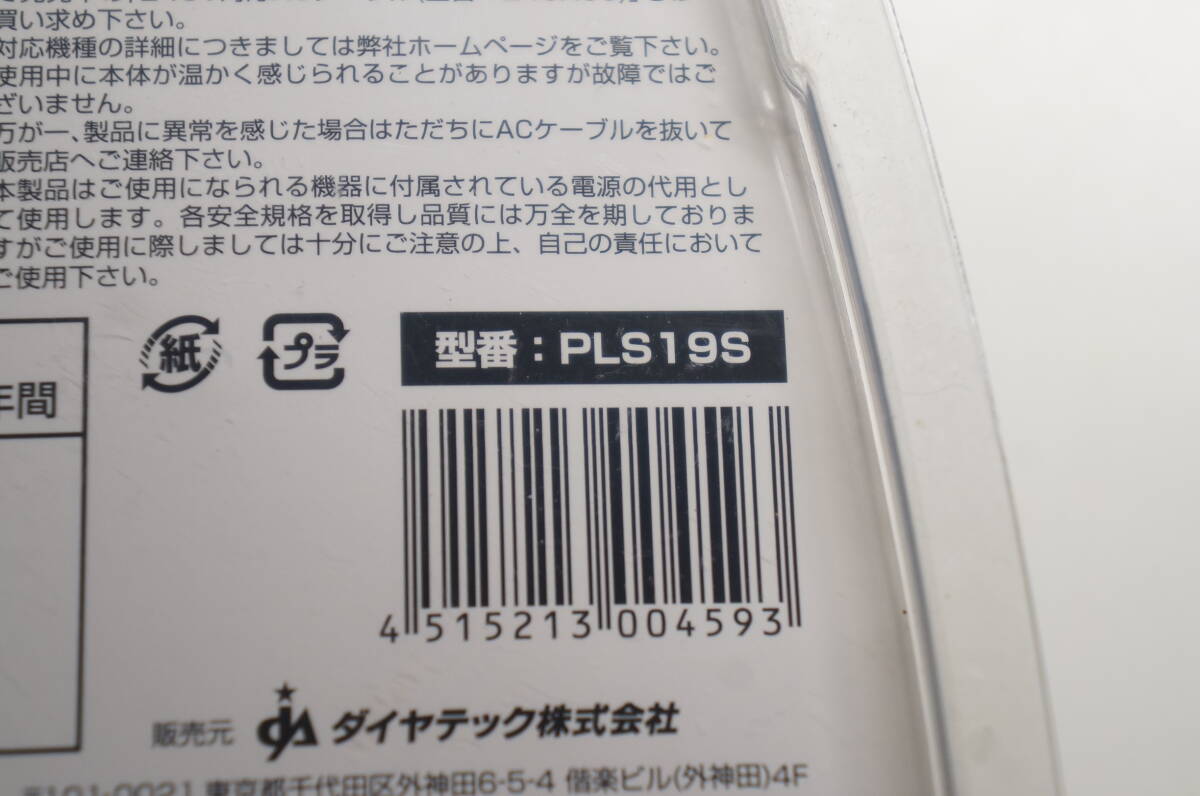 買い求め下さい。
対応機種の詳細につきましては弊社ホームページをご覧下さい。
使用中に本体が温かく感じられることがありますが故障ではご
ざいません。
万が一、製品に異常を感じた場合はただちにACケーブルを抜いて
販売店へご連絡下さい。
本製品はご使用になられる機器に付属されている電源の代用とし
て使用します。各安全規格を取得し品質には万全を期しておりま
すがご使用に際しましては十分にご注意の上、自己の責任において
ご使用下さい。
年間
紙
プラ
型番：PLS19S
4 515213 004593
販売元 ダイヤテック株式会社
〒101-0021 東京都千代田区外神田6-5-4 偕楽ビル(外神田)4F